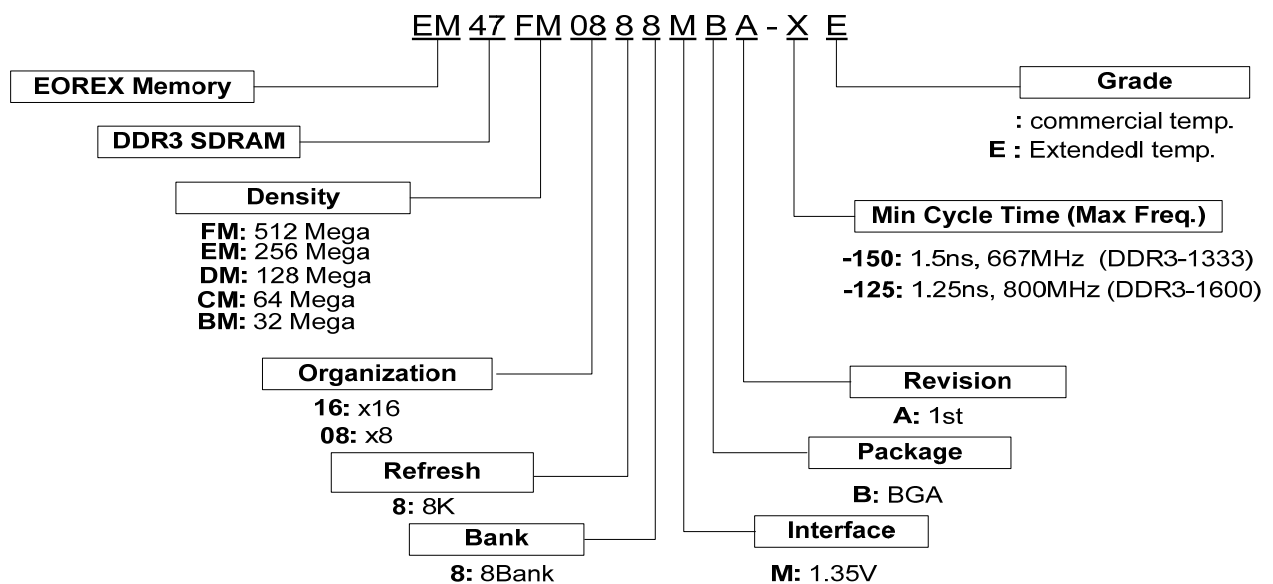 EM 47 FM 08 8 8 M B A - X E
EOREX Memory
DDR3 SDRAM
Density
FM: 512 Mega
EM: 256 Mega
DM: 128 Mega
CM: 64 Mega
BM: 32 Mega
Organization
16: x16
08: x8
Refresh
8: 8K
Bank
8: 8Bank
Grade
: commercial temp.
E : Extendedl temp.
Min Cycle Time (Max Freq.)
-150: 1.5ns, 667MHz (DDR3-1333)
-125: 1.25ns, 800MHz (DDR3-1600)
Revision
A: 1st
Package
B: BGA
Interface
M: 1.35V